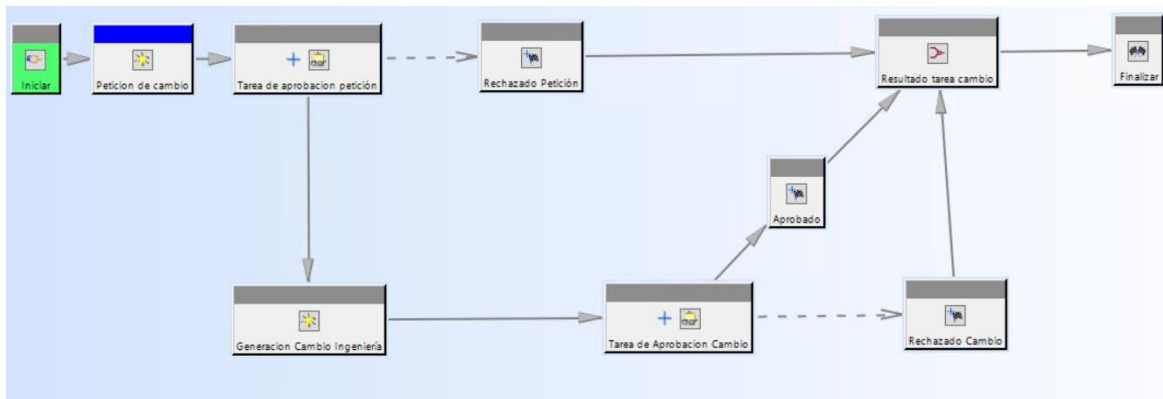 Iniciar
Peticion de cambio
Tarea de aprobacion petición
Rechazado Petición
Resultado tarea cambio
Finalizar
Aprobado
Generacion Cambio Ingeniería
Tarea de Aprobacion Cambio
Rechazado Cambio